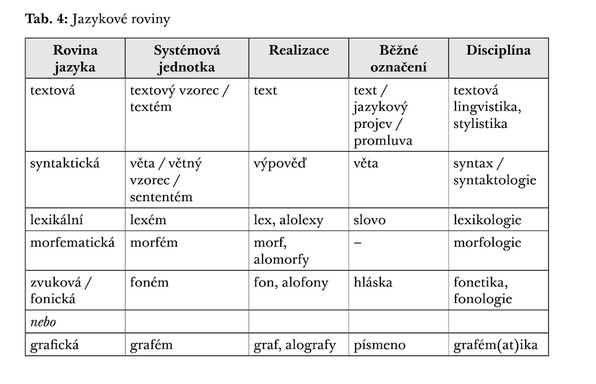 Tab. 4: Jazykové roviny
Rovina jazyka | Systémová jednotka | Realizace | Běžné označení | Disciplína
textová | textový vzorec / textém | text | text / jazykový projev / promluva | textová lingvistika, stylistika
syntaktická | věta / větný vzorec / sententém | výpověď | věta | syntax / syntaktologie
lexikální | lexém | lex, alolexy | slovo | lexikologie
morfematická | morfém | morf, alomorfy | – | morfologie
zvuková / fonická | foném | fon, alofony | hláska | fonetika, fonologie
nebo
grafická | grafém | graf, alografy | písmeno | grafém(at)ika